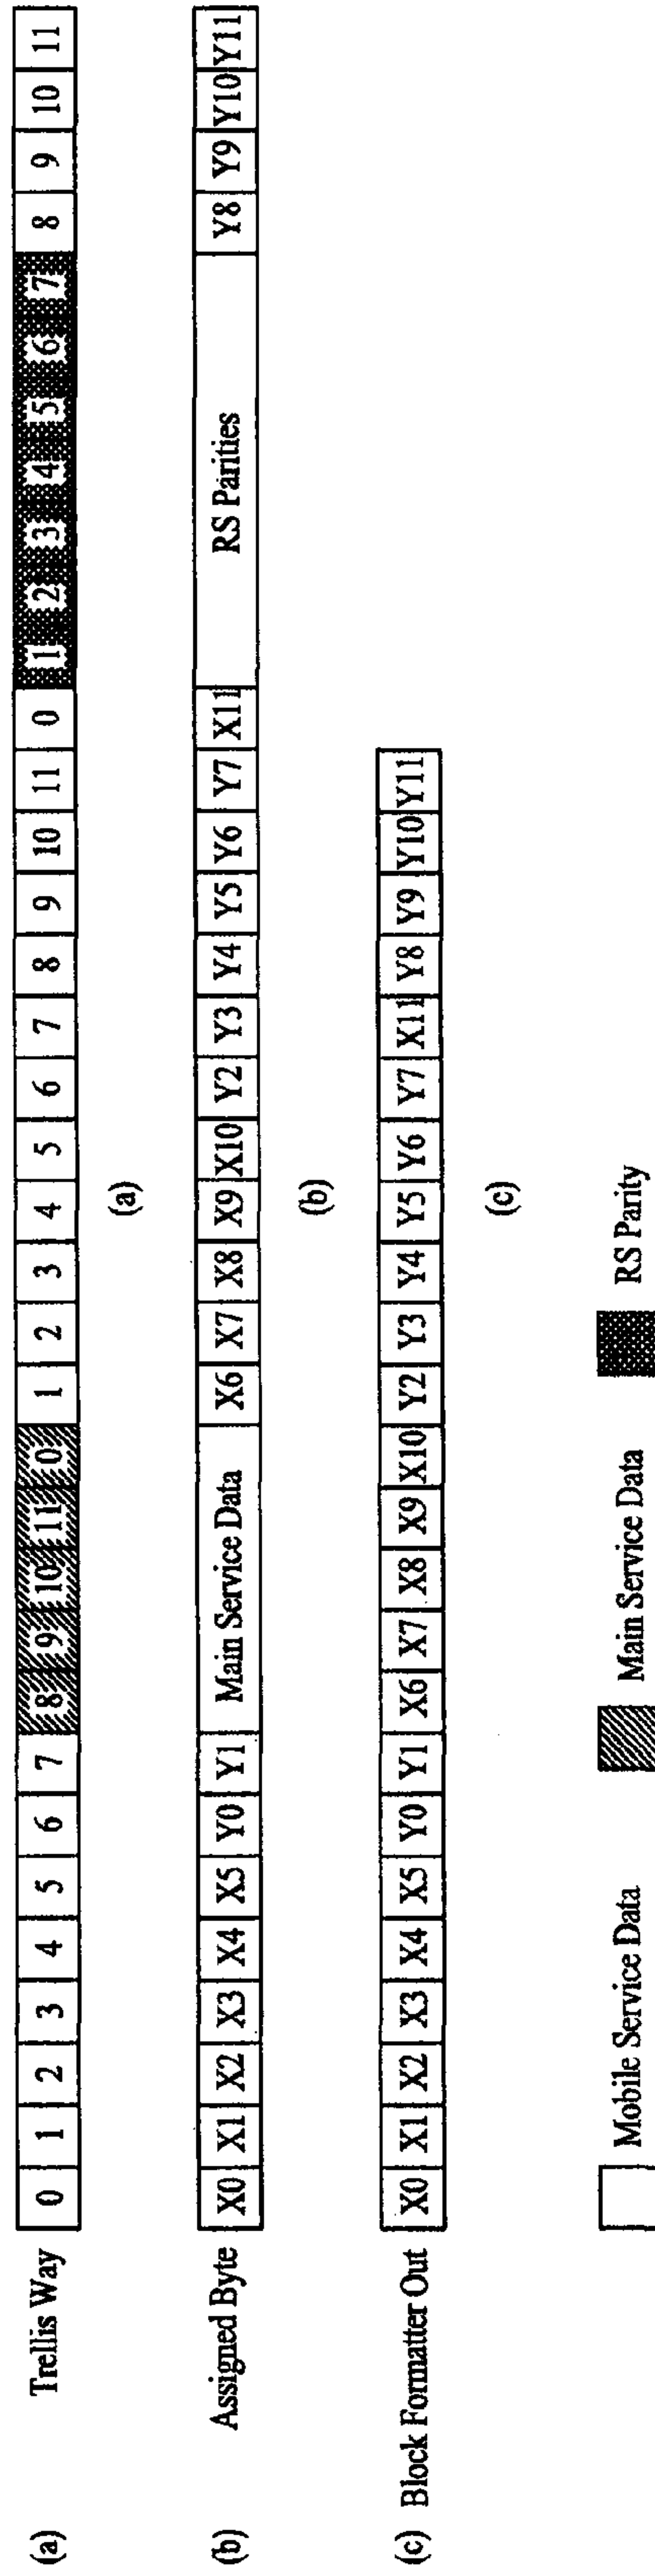 (a) Trellis Way 0 1 2 3 4 5 6 7 8 9 10 11 0 1 2 3 4 5 6 7 8 9 10 11 0 1 2 3 4 5 6 7 8 9 10 11
(a)
(b) Assigned Byte X0 X1 X2 X3 X4 X5 Y0 Y1 Main Service Data X6 X7 X8 X9 X10 Y2 Y3 Y4 Y5 Y6 Y7 X11 RS Parities Y8 Y9 Y10 Y11
(b)
(c) Block Formatter Out X0 X1 X2 X3 X4 X5 Y0 Y1 X6 X7 X8 X9 X10 Y2 Y3 Y4 Y5 Y6 Y7 X11 Y8 Y9 Y10 Y11
(c)
Mobile Service Data Main Service Data RS Parity